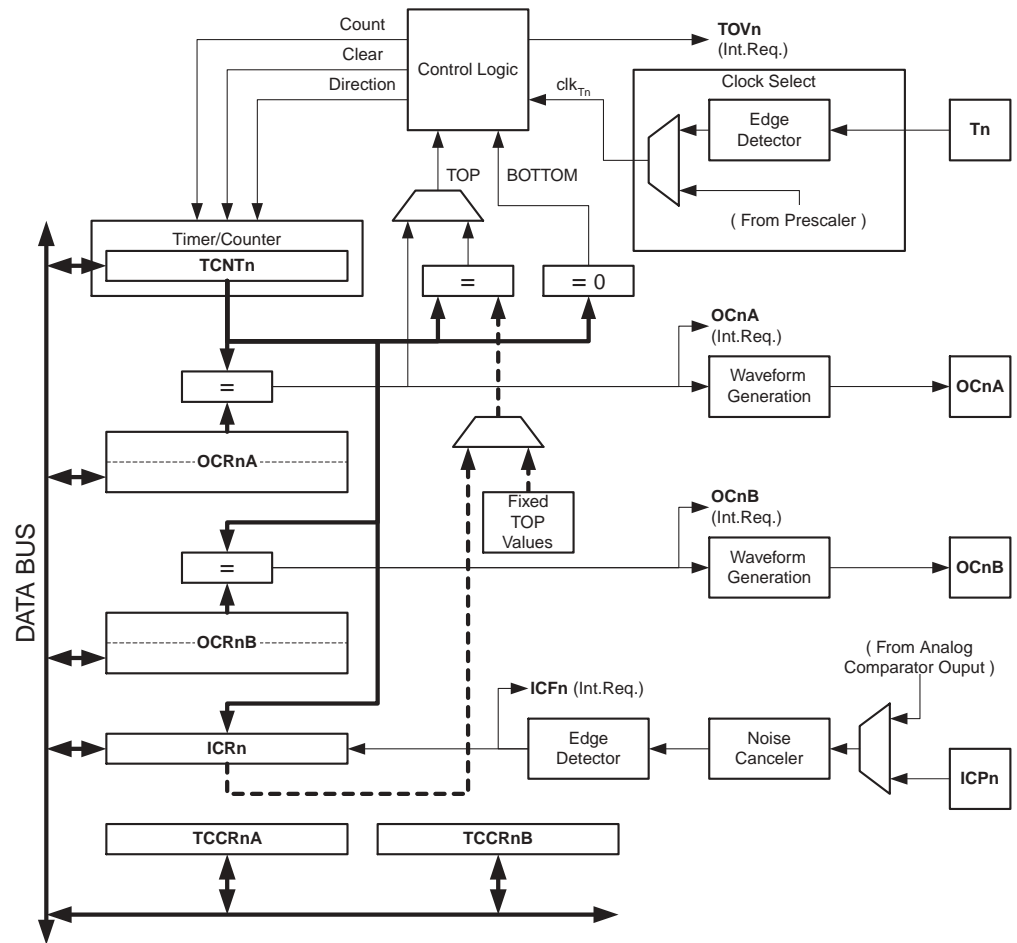 Count
Clear
Direction
Control Logic
TOVn
(Int.Req.)
clkTn
Clock Select
Edge
Detector
Tn
( From Prescaler )
TOP
BOTTOM
Timer/Counter
TCNTn
=
= 0
=
OCnA
(Int.Req.)
Waveform
Generation
OCnA
OCRnA
Fixed
TOP
Values
OCnB
(Int.Req.)
=
Waveform
Generation
OCnB
OCRnB
DATA BUS
( From Analog
Comparator Ouput )
ICFn (Int.Req.)
ICRn
Edge
Detector
Noise
Canceler
ICPn
TCCRnA
TCCRnB